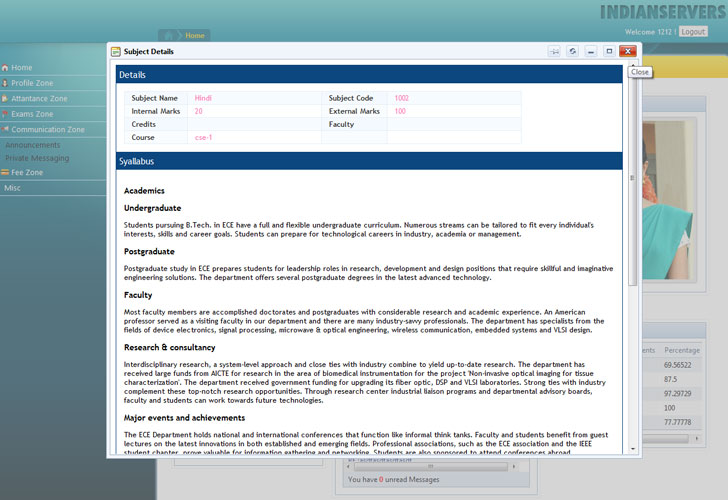 INDIANSERVERS
Home
Welcome 1212 ! Logout
Subject Details
Close
Home
Profile Zone
Attantance Zone
Exams Zone
Communication Zone
Announcements
Private Messaging
Fee Zone
Misc
Details
Subject Name Hindi Subject Code 1002
Internal Marks 20 External Marks 100
Credits Faculty
Course cse-1
Syallabus
Academics
Undergraduate
Students pursuing B.Tech. in ECE have a full and flexible undergraduate curriculum. Numerous streams can be tailored to fit every individual's
interests, skills and career goals. Students can prepare for technological careers in industry, academia or management.
Postgraduate
Postgraduate study in ECE prepares students for leadership roles in research, development and design positions that require skillful and imaginative
engineering solutions. The department offers several postgraduate degrees in the latest advanced technology.
Faculty
Most faculty members are accomplished doctorates and postgraduates with considerable research and academic experience. An American
professor served as a visiting faculty in our department and there are many industry-savvy professionals. The department has specialists from the
fields of device electronics, signal processing, microwave & optical engineering, wireless communication, embedded systems and VLSI design.
Research & consultancy
Interdisciplinary research, a system-level approach and close ties with industry combine to yield up-to-date research. The department has
received large funds from AICTE for research in the area of biomedical instrumentation for the project 'Non-invasive optical imaging for tissue
characterization'. The department received government funding for upgrading its fiber optic, DSP and VLSI laboratories. Strong ties with industry
complement these top-notch research opportunities. Through research center industrial liaison programs and departmental advisory boards,
faculty and students can work towards future technologies.
Major events and achievements
The ECE Department holds national and international conferences that function like informal think tanks. Faculty and students benefit from guest
lectures on the latest innovations in both established and emerging fields. Professional associations, such as the ECE association and the IEEE
student chapter, prove valuable for information gathering and networking. Students are also sponsored to attend conferences abroad.
ents Percentage
69.56522
87.5
97.29729
100
77.77778
You have 0 unread Messages